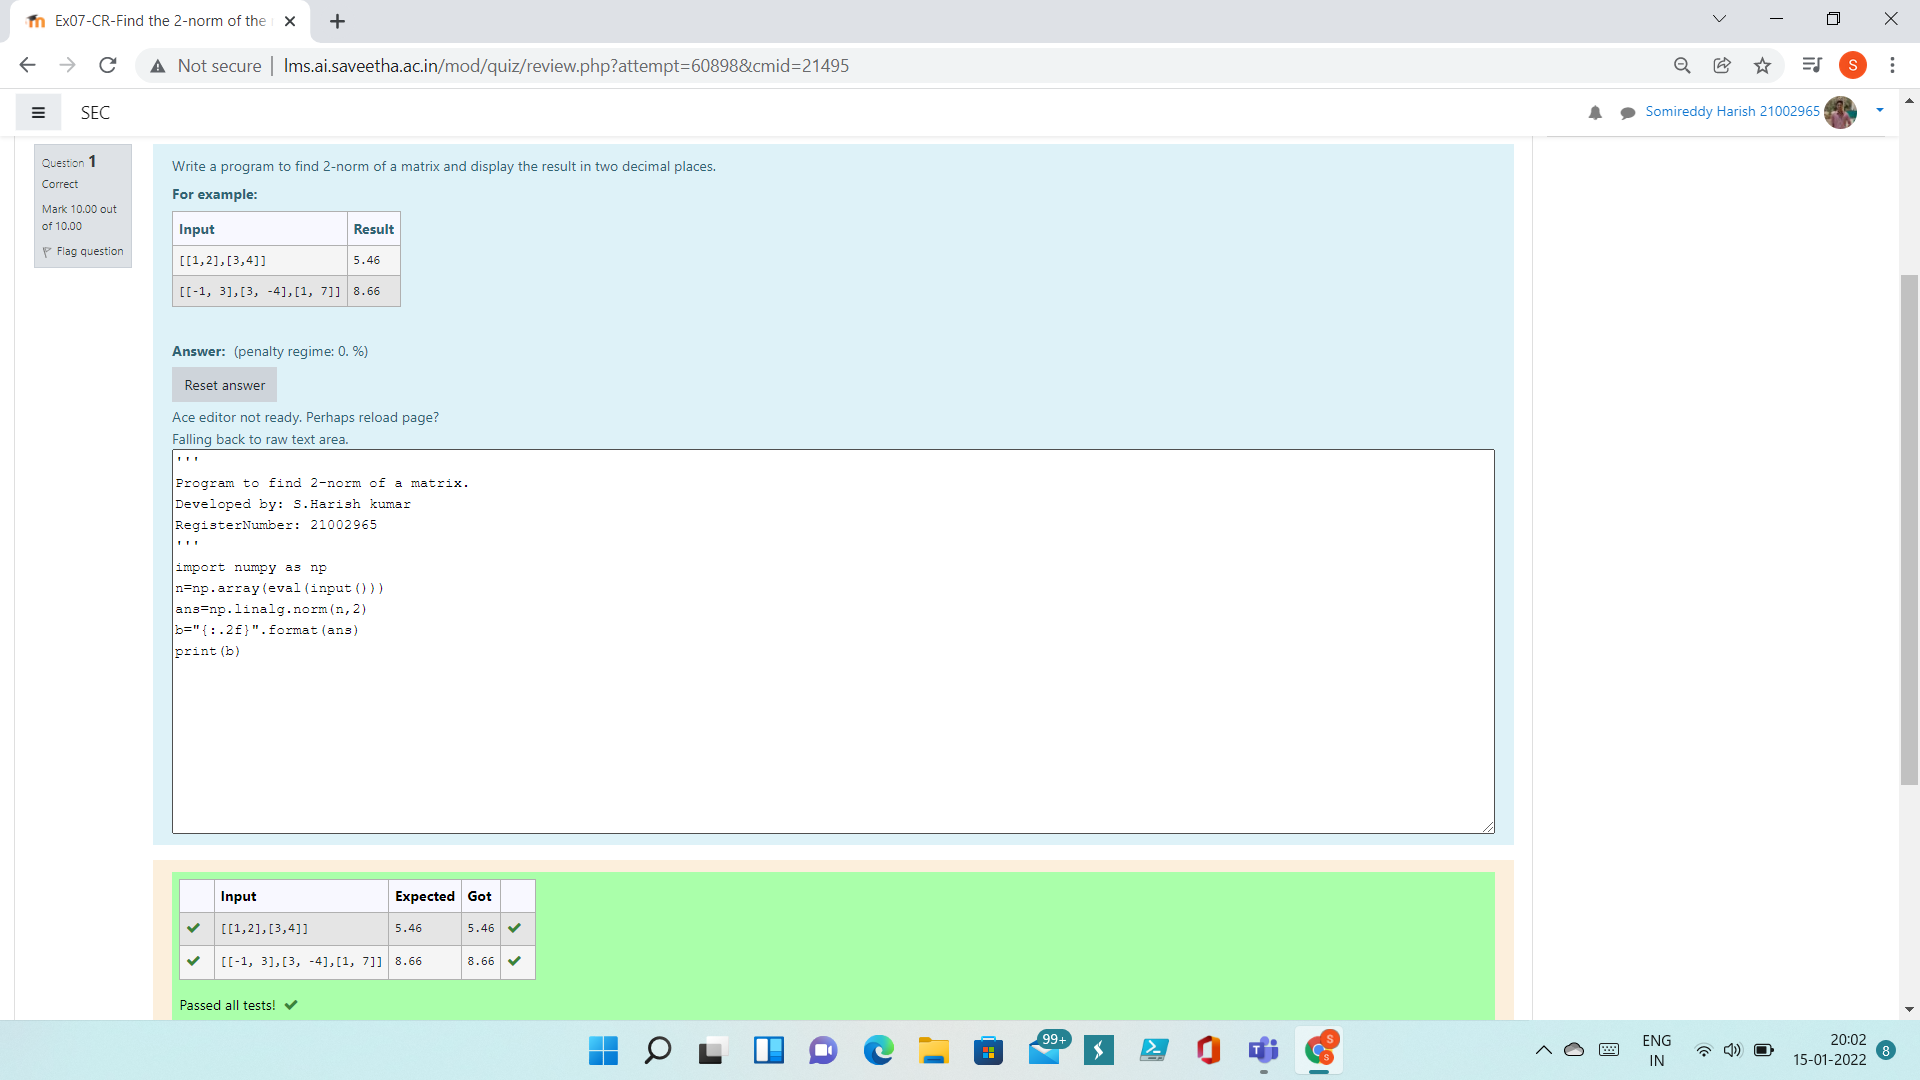 Ex07-CR-Find the 2-norm of the
Not secure
lms.ai.saveetha.ac.in/mod/quiz/review.php?attempt=60898&cmid=21495
S
SEC
Somireddy Harish 21002965
Question 1
Correct
Mark 10.00 out
of 10.00
Flag question
Write a program to find 2-norm of a matrix and display the result in two decimal places.
For example:
Input Result
[[1,2],[3,4]] 5.46
[[-1, 3],[3, -4],[1, 7]] 8.66
Answer: (penalty regime: 0. %)
Reset answer
Ace editor not ready. Perhaps reload page?
Falling back to raw text area.
'''
Program to find 2-norm of a matrix.
Developed by: S.Harish kumar
RegisterNumber: 21002965
'''
import numpy as np
n=np.array(eval(input()))
ans=np.linalg.norm(n,2)
b="{:.2f}".format(ans)
print(b)
Input Expected Got
[[1,2],[3,4]] 5.46 5.46
[[-1, 3],[3, -4],[1, 7]] 8.66 8.66
Passed all tests!
99+
S
S
ENG
IN
20:02
15-01-2022
8